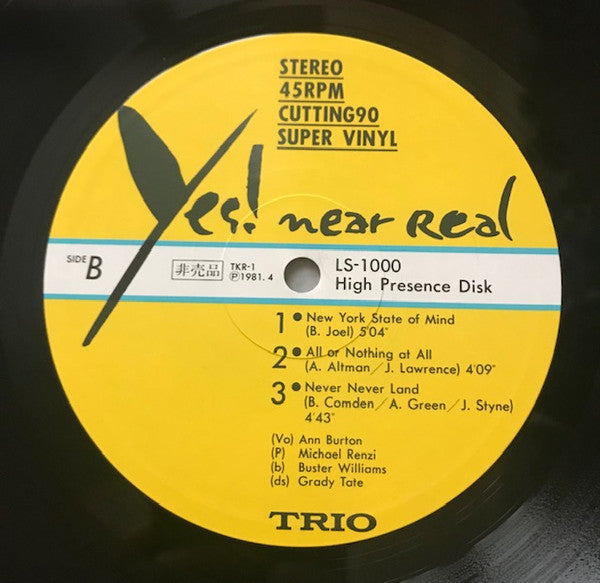 STEREO
45RPM
CUTTING90
SUPER VINYL
Yes! near real
SIDE B
非売品
TKR-1
Ⓟ1981.4
LS-1000
High Presence Disk
1 • New York State of Mind
(B. Joel) 5'04"
2 • All or Nothing at All
(A. Altman/J. Lawrence) 4'09"
3 • Never Never Land
(B. Comden/A. Green/J. Styne)
4'43"
(Vo) Ann Burton
(P) Michael Renzi
(b) Buster Williams
(ds) Grady Tate
TRIO